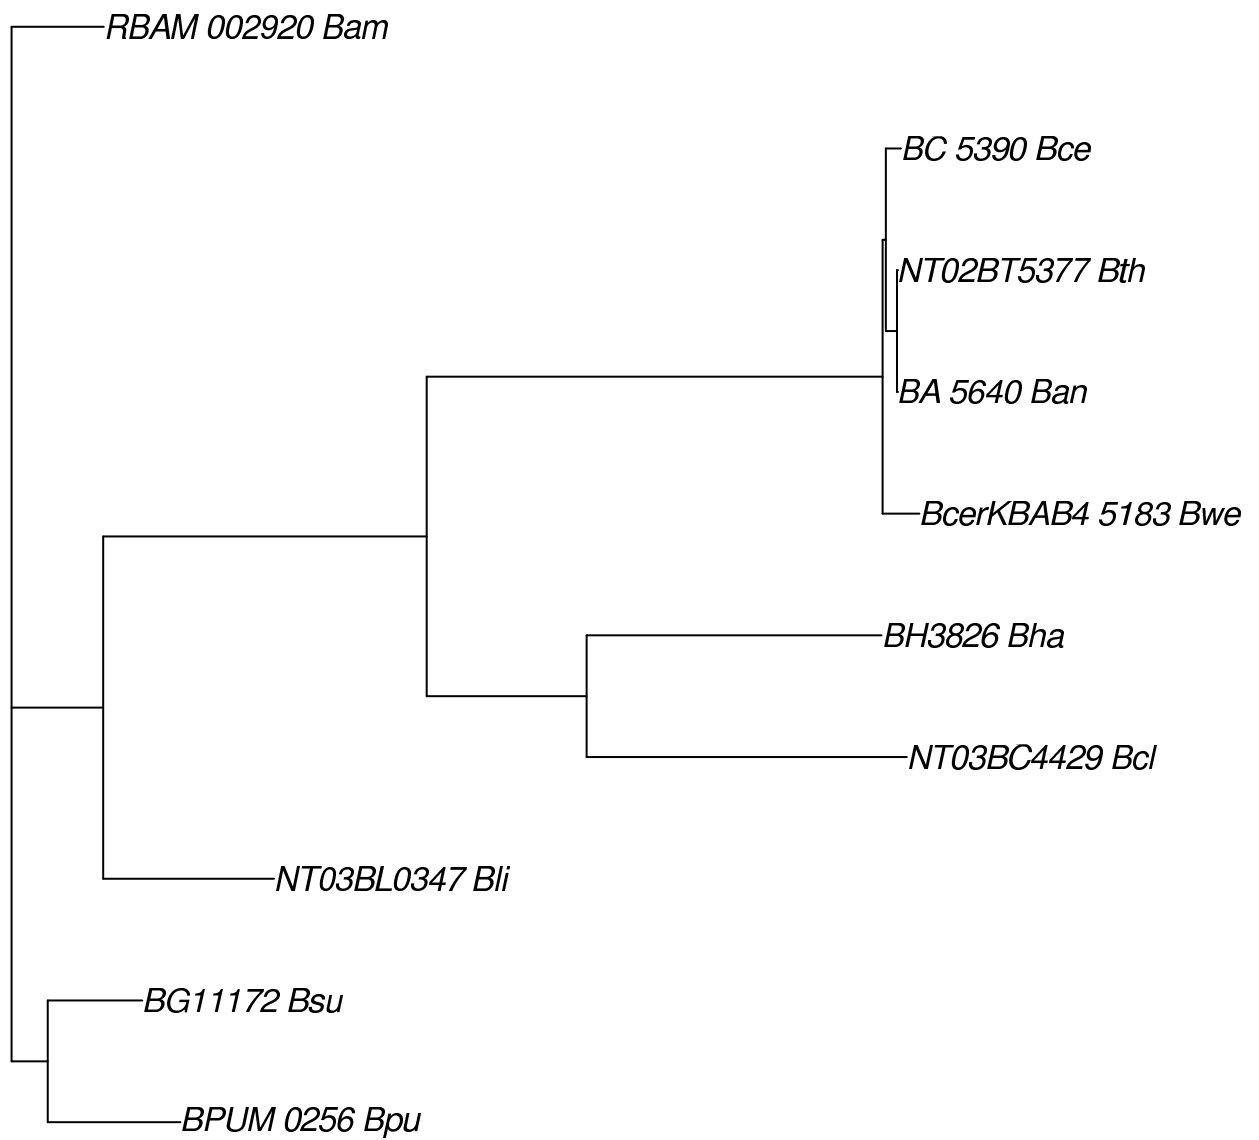 RBAM 002920 Bam
BC 5390 Bce
NT02BT5377 Bth
BA 5640 Ban
BcerKBAB4 5183 Bwe
BH3826 Bha
NT03BC4429 Bcl
NT03BL0347 Bli
BG11172 Bsu
BPUM 0256 Bpu